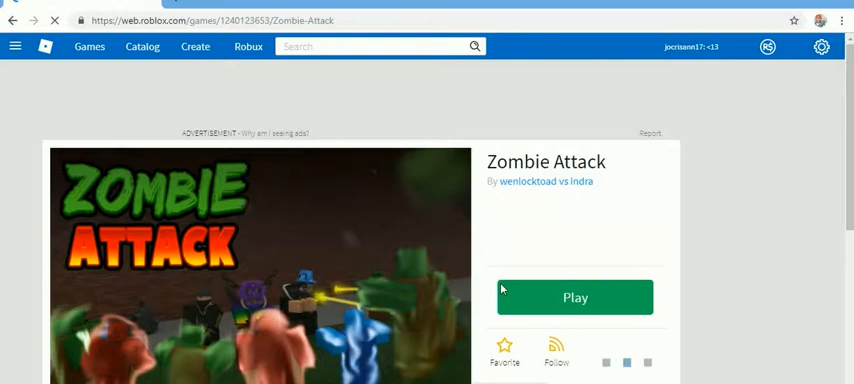 https://web.roblox.com/games/1240123653/Zombie-Attack
Games
Catalog
Create
Robux
Search
jocrisann17: <13
R$
ADVERTISEMENT - Why am I seeing ads?
Report
ZOMBIE
ATTACK
Zombie Attack
By wenlocktoad vs Indra
Play
Favorite
Follow